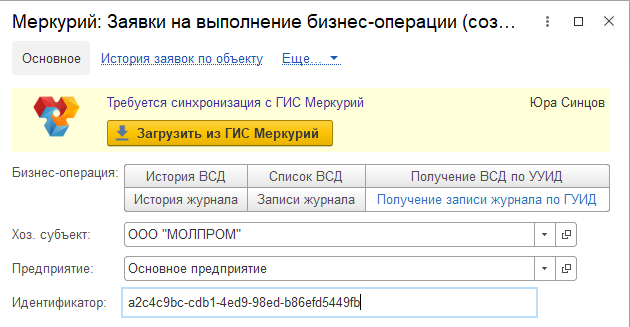 Меркурий: Заявки на выполнение бизнес-операции (соз...
Основное История заявок по объекту Еще...
Требуется синхронизация с ГИС Меркурий Юра Синцов
Загрузить из ГИС Меркурий
Бизнес-операция: История ВСД Список ВСД Получение ВСД по УУИД
История журнала Записи журнала Получение записи журнала по ГУИД
Хоз. субъект: ООО "МОЛПРОМ"
Предприятие: Основное предприятие
Идентификатор: a2c4c9bc-cdb1-4ed9-98ed-b86efd5449fb